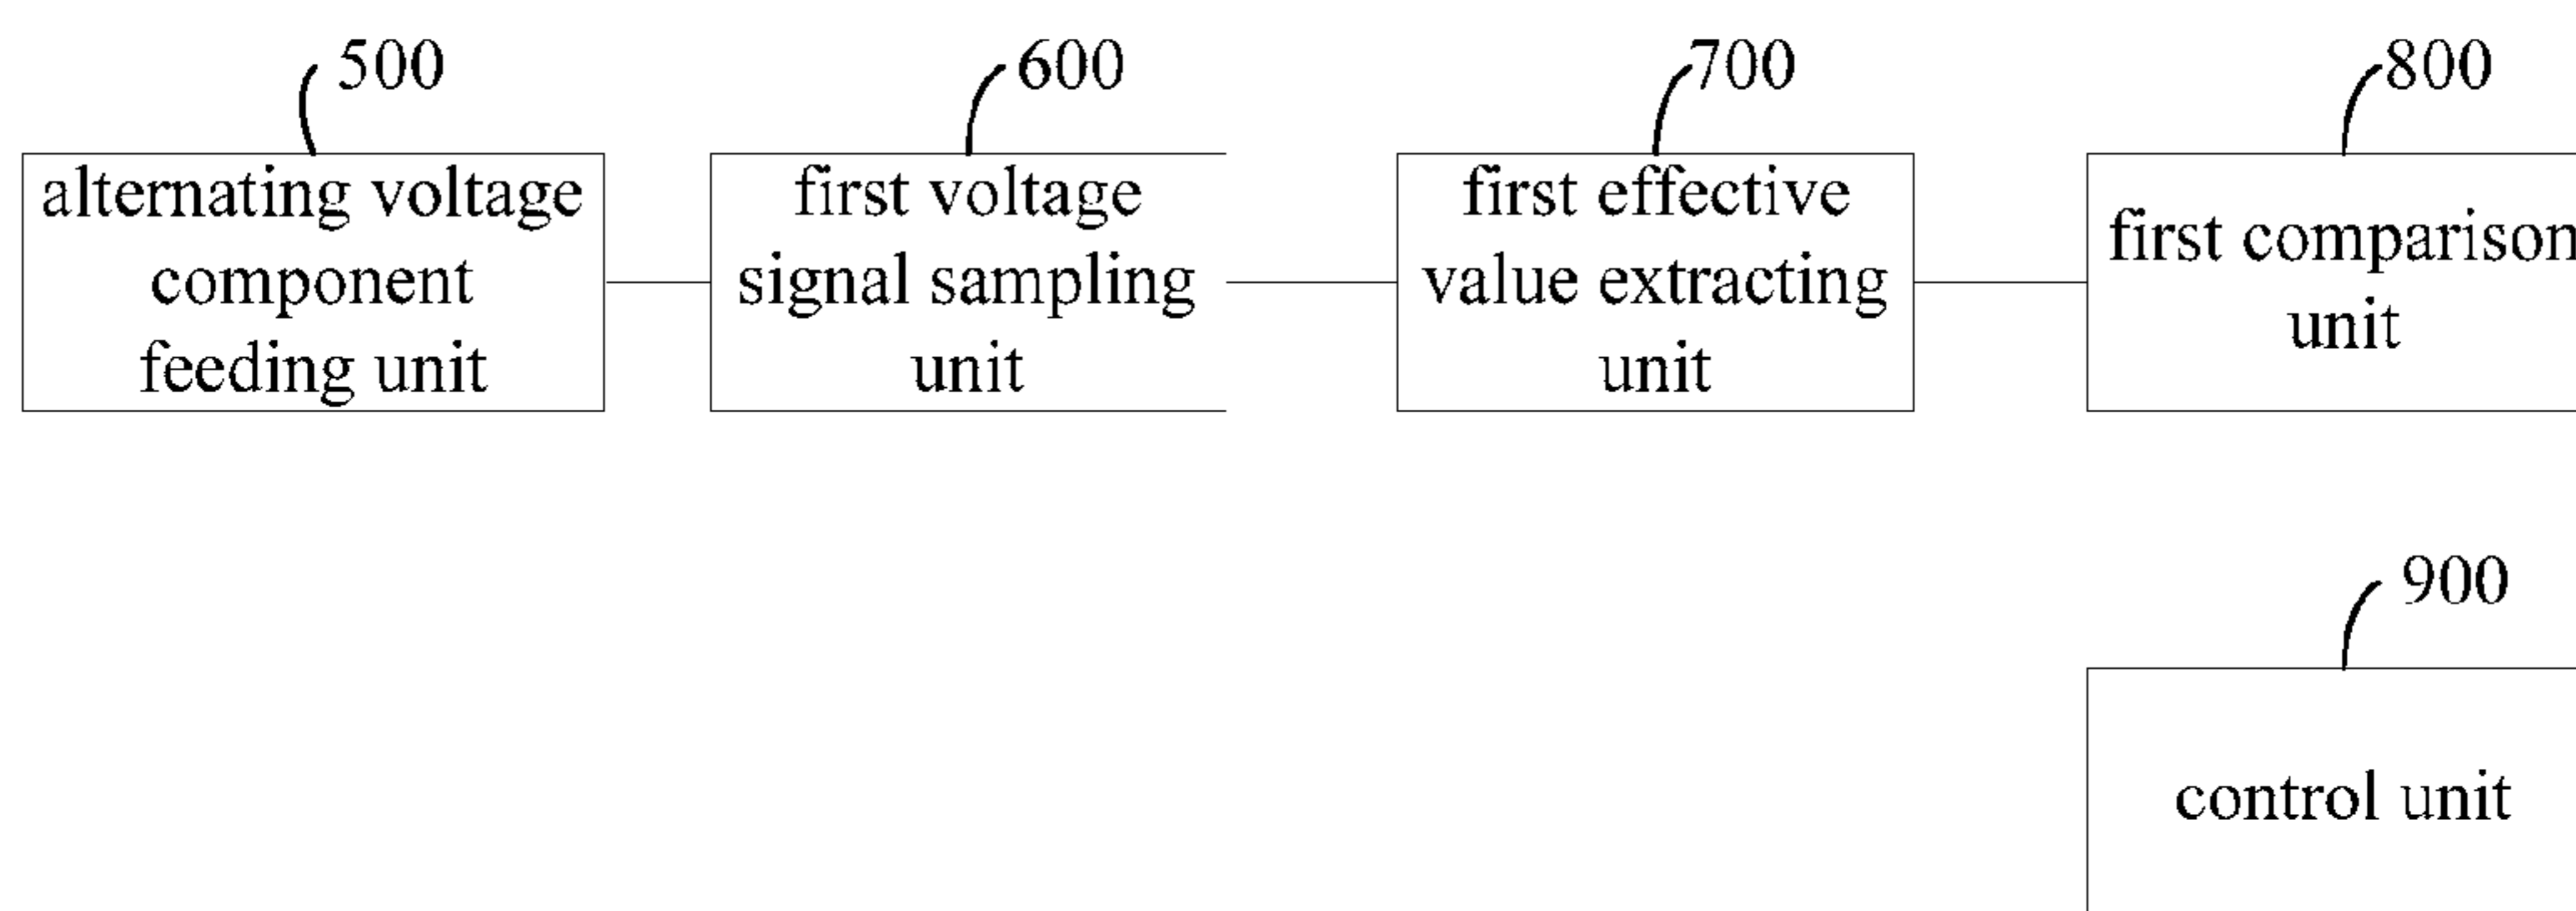 500
600
700
800
alternating voltage
component
feeding unit
first voltage
signal sampling
unit
first effective
value extracting
unit
first comparison
unit
900
control unit